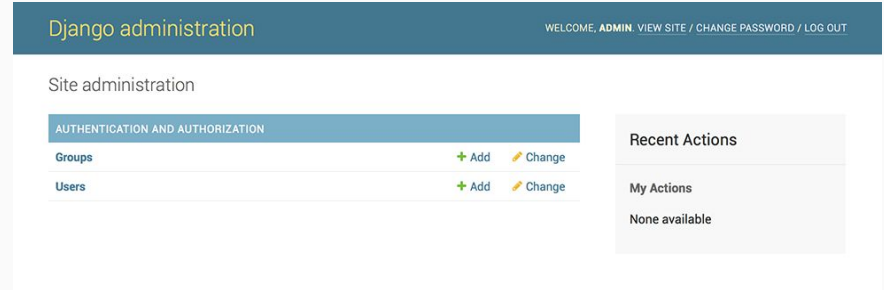 Django administration
WELCOME, ADMIN. VIEW SITE / CHANGE PASSWORD / LOG OUT
Site administration
AUTHENTICATION AND AUTHORIZATION
Groups + Add Change
Users + Add Change
Recent Actions
My Actions
None available